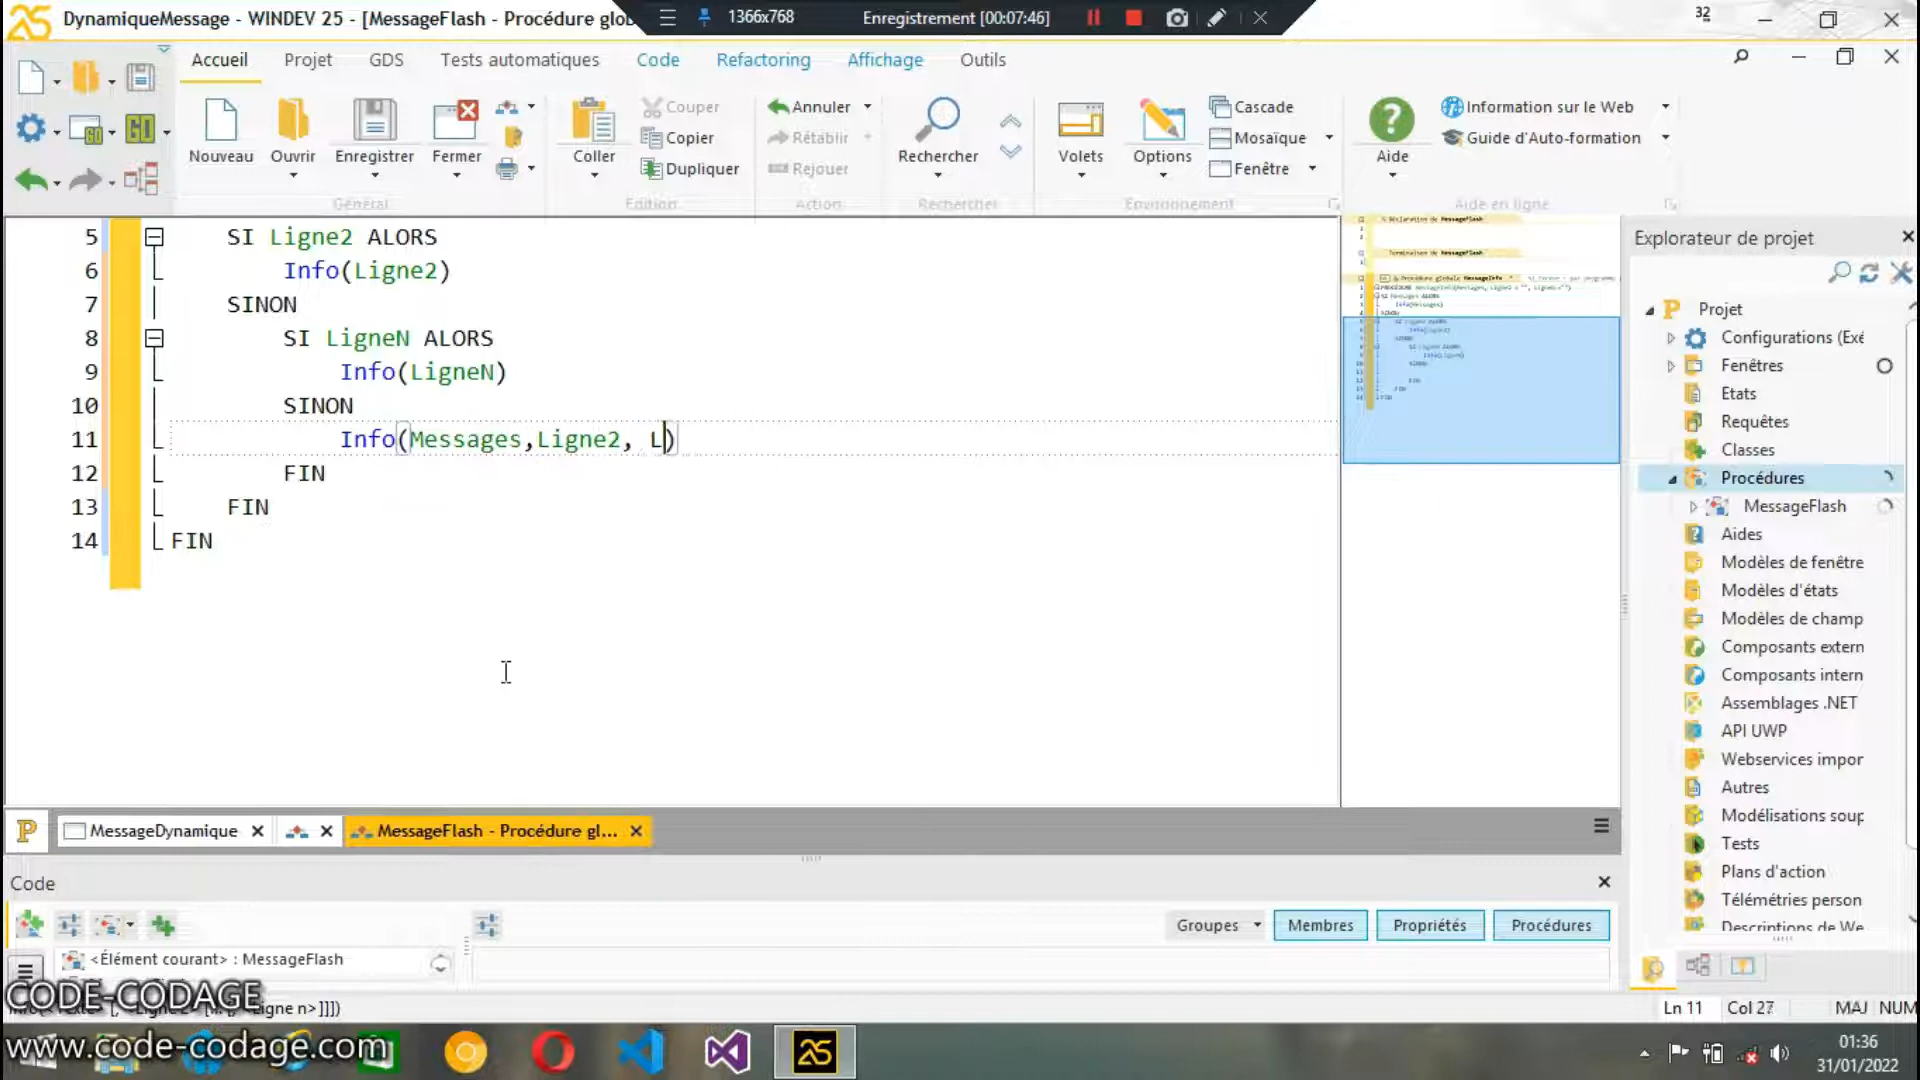 DynamiqueMessage - WINDEV 25 - [MessageFlash - Procédure glo
1366x768
Enregistrement [00:07:46]
32
Accueil
Projet
GDS
Tests automatiques
Code
Refactoring
Affichage
Outils
Nouveau
Ouvrir
Enregistrer
Fermer
Coller
Couper
Copier
Dupliquer
Annuler
Rétablir
Rejouer
Rechercher
Volets
Options
Cascade
Mosaïque
Fenêtre
Aide
Information sur le Web
Guide d'Auto-formation
Général
Edition
Action
Rechercher
Environnement
Aide en ligne
5 SI Ligne2 ALORS
6 Info(Ligne2)
7 SINON
8 SI LigneN ALORS
9 Info(LigneN)
10 SINON
11 Info(Messages,Ligne2, L)
12 FIN
13 FIN
14 FIN
Explorateur de projet
Projet
Configurations (Exé
Fenêtres
Etats
Requêtes
Classes
Procédures
MessageFlash
Aides
Modèles de fenêtre
Modèles d'états
Modèles de champ
Composants extern
Composants intern
Assemblages .NET
API UWP
Webservices impor
Autres
Modélisations soup
Tests
Plans d'action
Télémétries person
Descriptions de We
MessageDynamique
MessageFlash - Procédure gl...
Code
Groupes
Membres
Propriétés
Procédures
<Élément courant> : MessageFlash
CODE-CODAGE
Ligne n>]]])
Ln 11
Col 27
MAJ
NUM
www.code-codage.com
01:36
31/01/2022